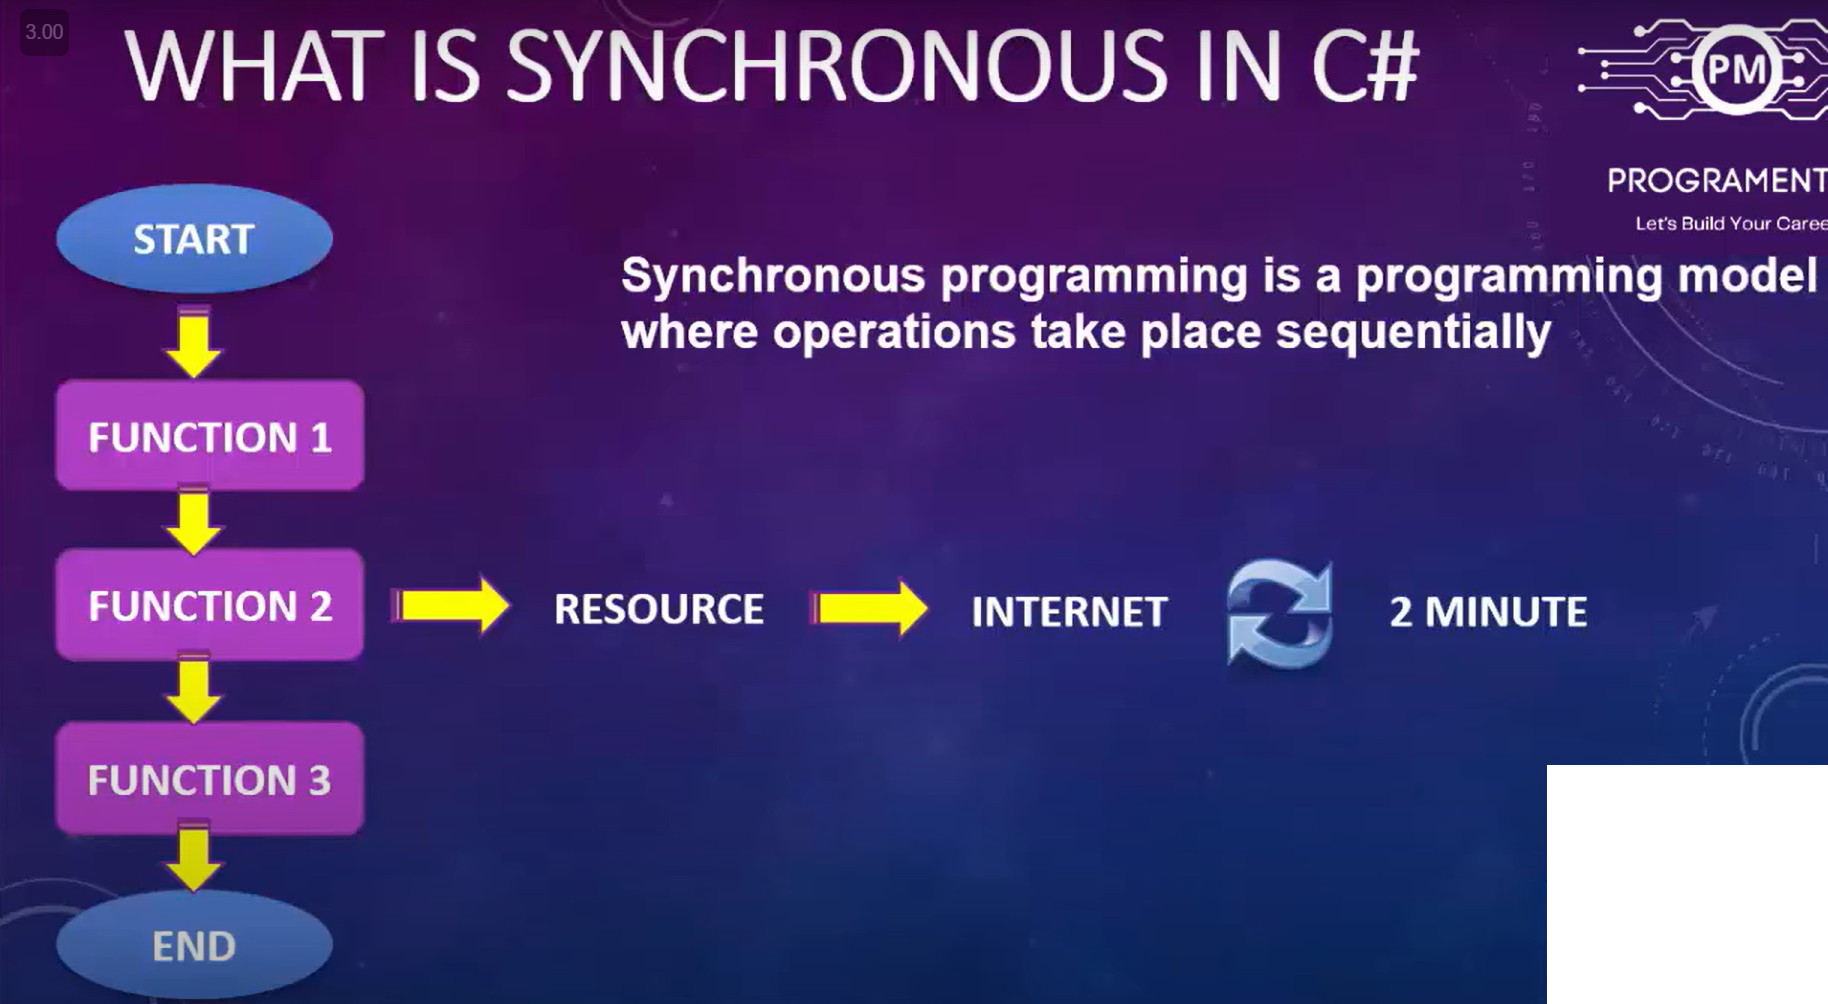 3.00
WHAT IS SYNCHRONOUS IN C#
PM
PROGRAMENT
Let's Build Your Caree
START
Synchronous programming is a programming model
where operations take place sequentially
FUNCTION 1
FUNCTION 2
RESOURCE
INTERNET
2 MINUTE
FUNCTION 3
END